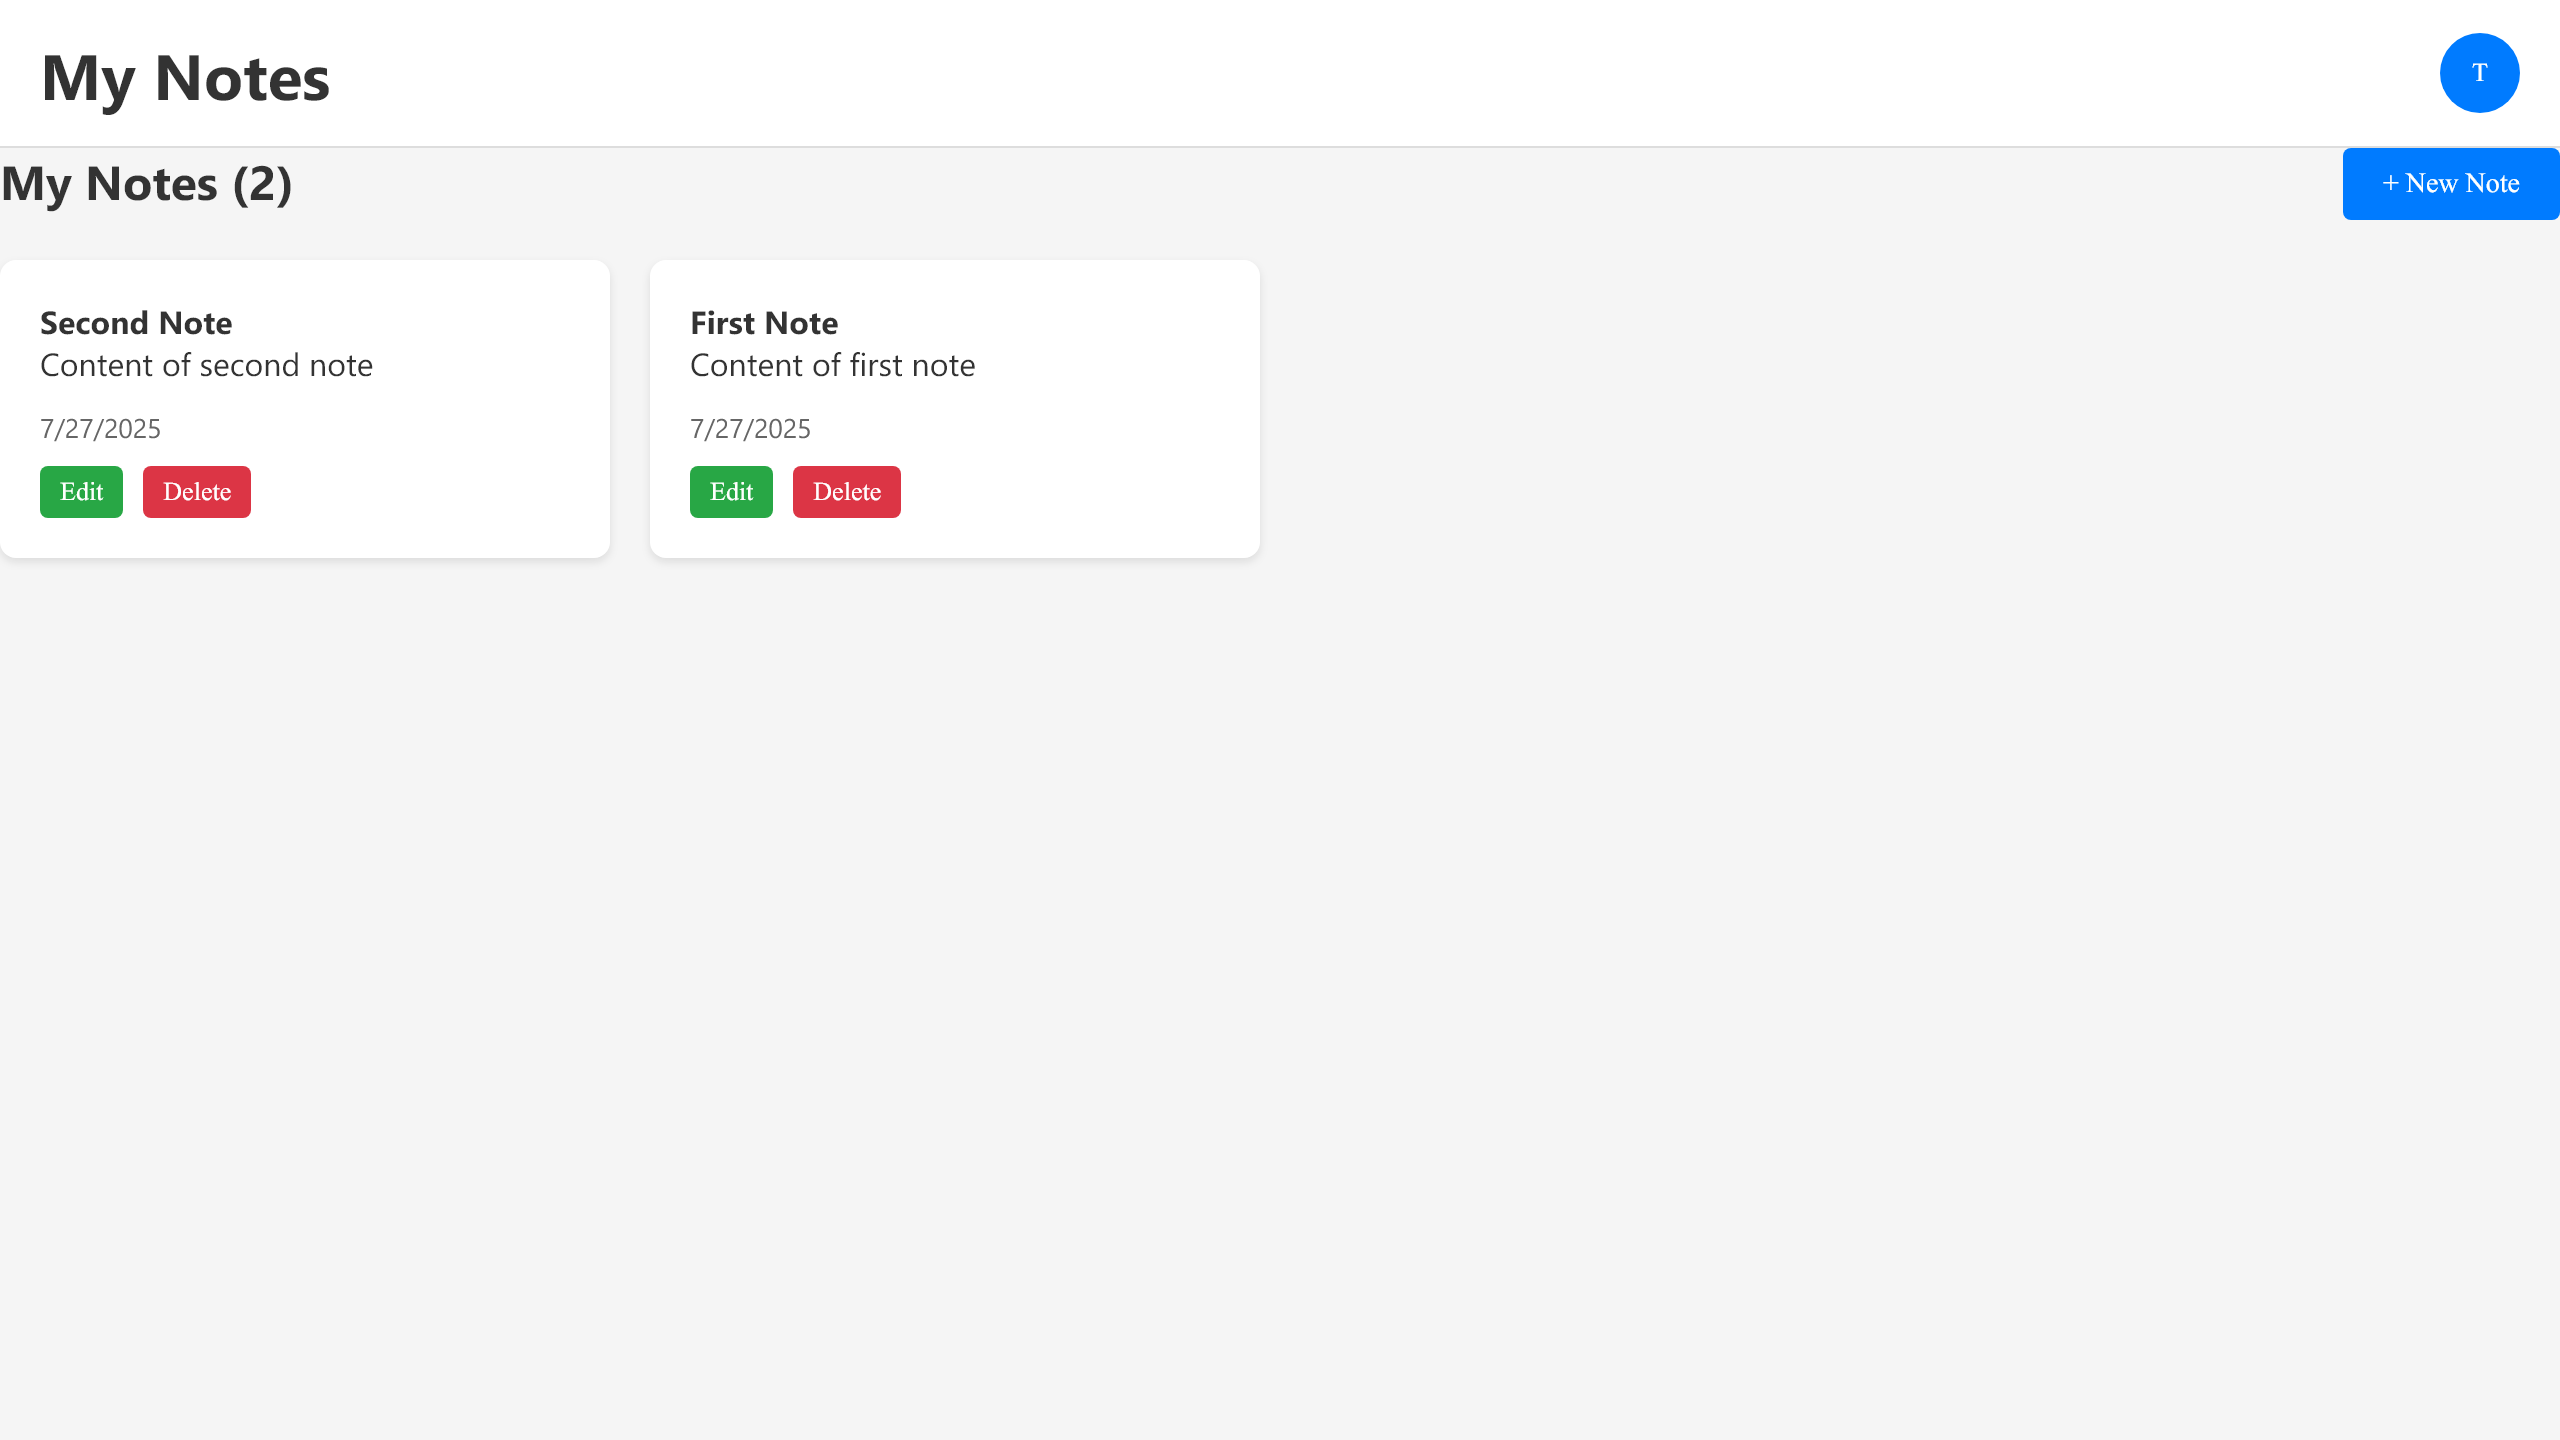 My Notes
T
My Notes (2)
+ New Note
Second Note
Content of second note
7/27/2025
Edit
Delete
First Note
Content of first note
7/27/2025
Edit
Delete